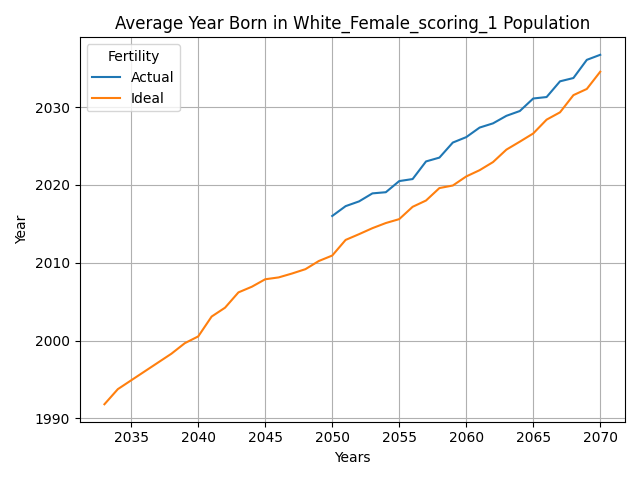 Average Year Born in White_Female_scoring_1 Population
Fertility
Actual
Ideal
2030
2020
2010
2000
1990
Year
2035 2040 2045 2050 2055 2060 2065 2070
Years